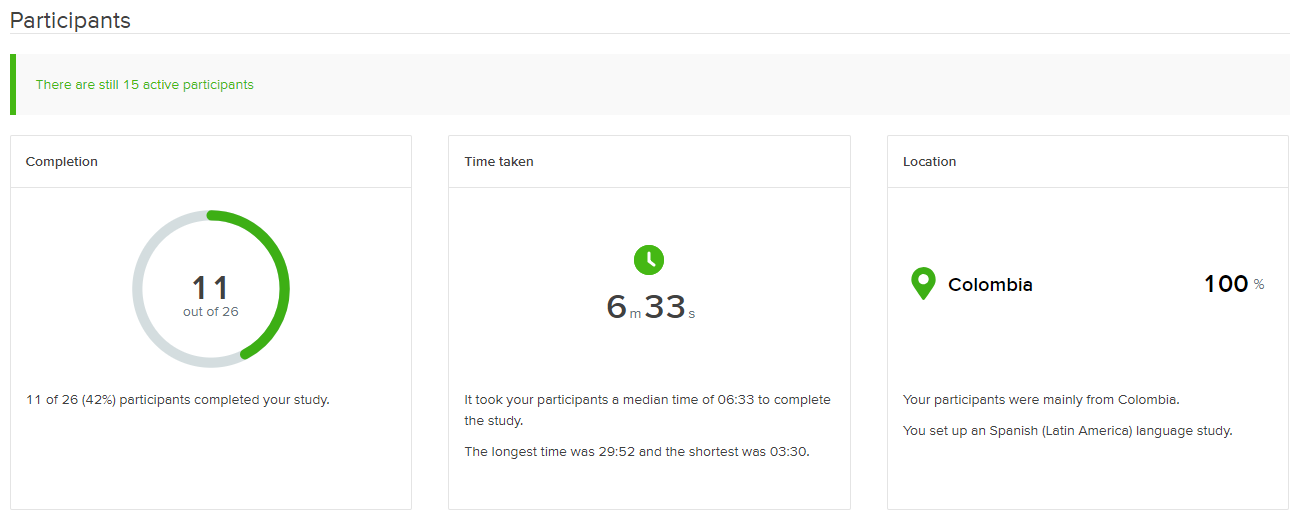 Participants
There are still 15 active participants
Completion
11
out of 26
11 of 26 (42%) participants completed your study.
Time taken
6 m 33 s
It took your participants a median time of 06:33 to complete
the study.
The longest time was 29:52 and the shortest was 03:30.
Location
Colombia 100 %
Your participants were mainly from Colombia.
You set up an Spanish (Latin America) language study.